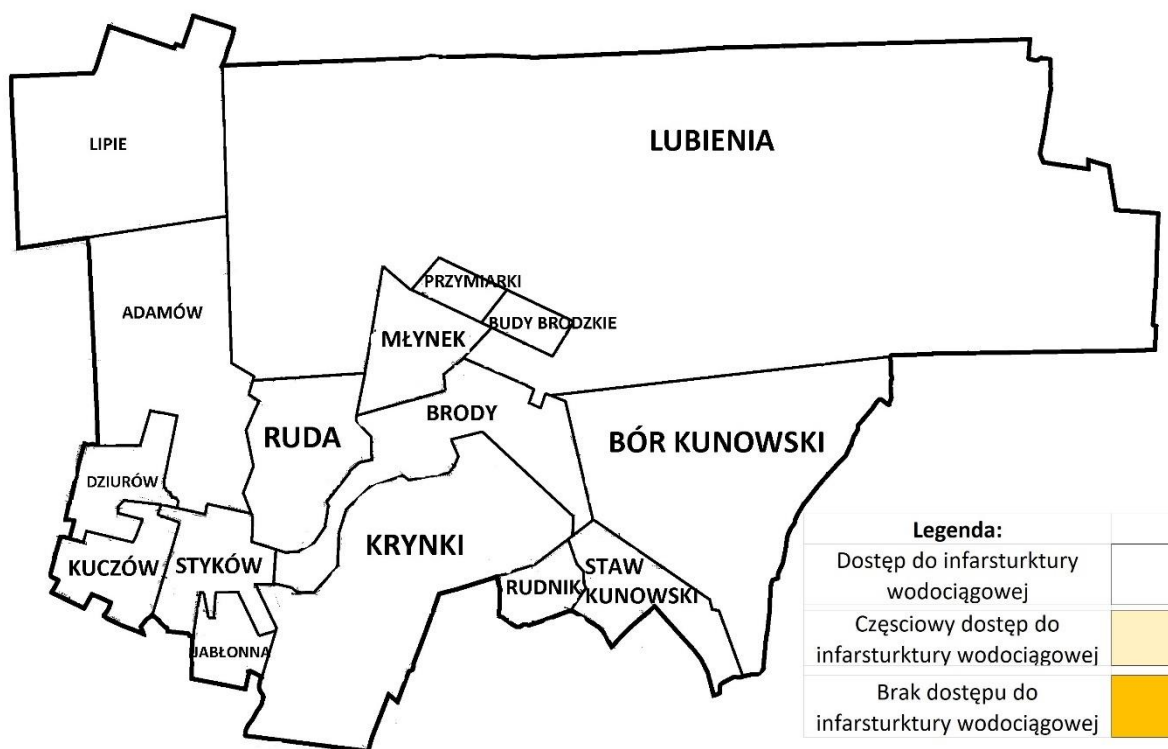 LIPIE
LUBIENIA
ADAMÓW
PRZYMIARKI
BUDY BRODZKIE
MŁYNEK
BRODY
RUDA
BÓR KUNOWSKI
DZIURÓW
KUCZÓW
STYKÓW
KRYNKI
RUDNIK
STAW
KUNOWSKI
JABŁONNA
Legenda:
Dostęp do infarsturktury
wodociągowej
Częsciowy dostęp do
infarsturktury wodociągowej
Brak dostępu do
infarsturktury wodociągowej